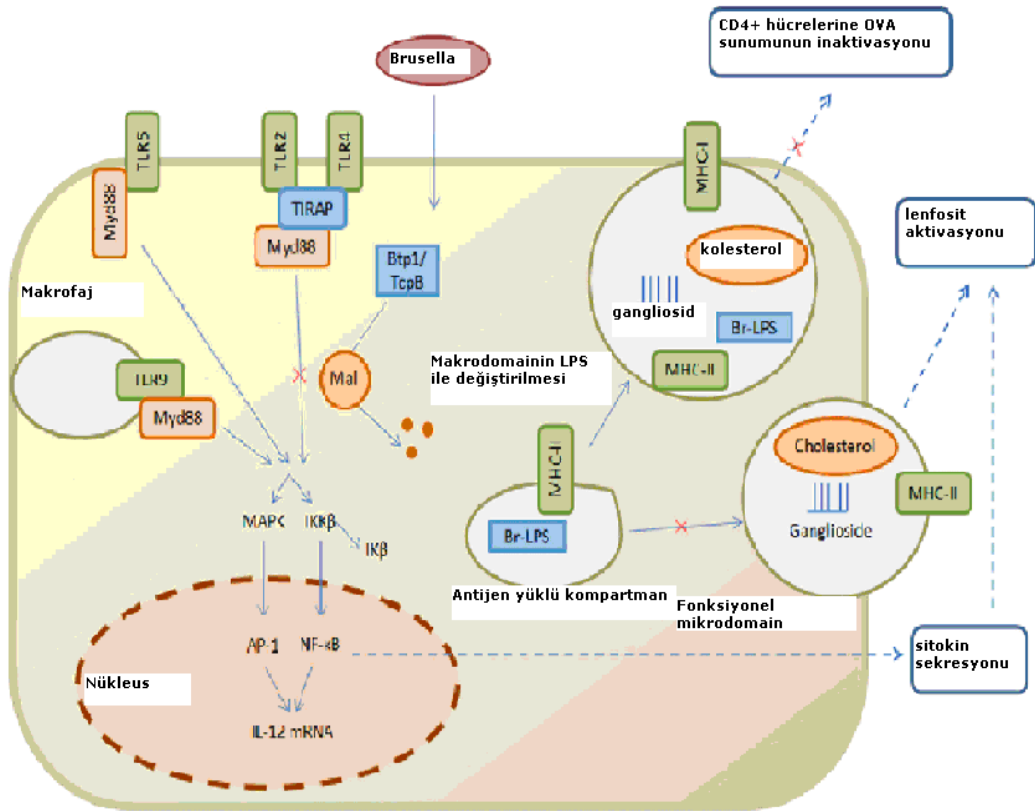 CD4+ hücrelerine OVA
sunumunun inaktivasyonu
Brusella
TLR5
TLR2
TLR4
MHC-I
Myd88
TIRAP
Myd88
Btp1/
TcpB
kolesterol
gangliosid
Br-LPS
MHC-II
lenfosit
aktivasyonu
Makrofaj
TLR9
Myd88
Mal
Makrodomainin LPS
ile değiştirilmesi
MHC-II
Br-LPS
Cholesterol
Ganglioside
MHC-II
MAPC
IKKβ
IKβ
Antijen yüklü kompartman
Fonksiyonel
mikrodomain
AP-1
NF-κB
sitokin
sekresyonu
Nükleus
IL-12 mRNA